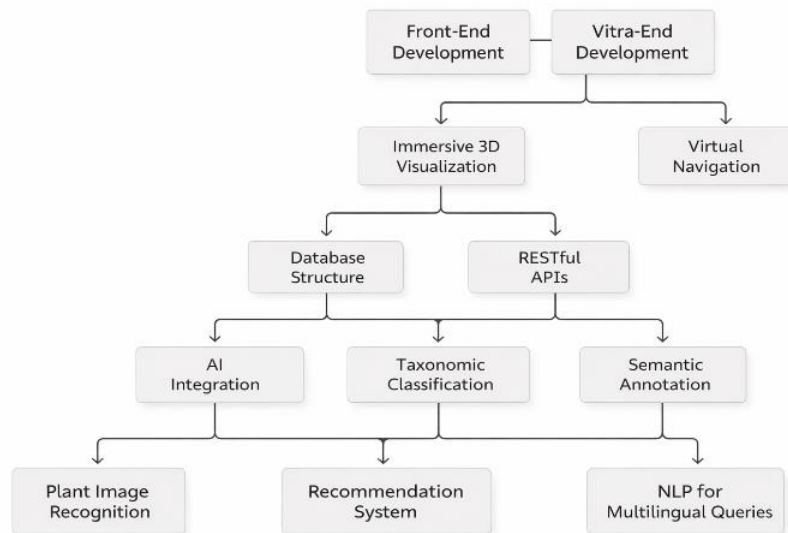 Front-End
Development
Vitra-End
Development
Immersive 3D
Visualization
Virtual
Navigation
Database
Structure
RESTful
APIs
AI
Integration
Taxonomic
Classification
Semantic
Annotation
Plant Image
Recognition
Recommendation
System
NLP for
Multilingual Queries